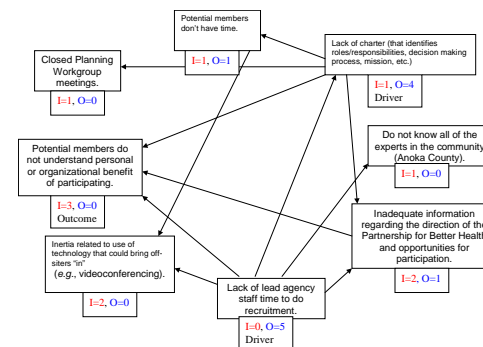 Potential members
don't have time.
I=1, O=1
Lack of charter (that identifies
roles/responsibilities, decision making
process, mission, etc.)
I=1, O=4
Driver
Closed Planning
Workgroup
meetings.
I=1, O=0
Do not know all of the
experts in the community
(Anoka County).
I=1, O=0
Potential members do
not understand personal
or organizational benefit
of participating.
I=3, O=0
Outcome
Inadequate information
regarding the direction of the
Partnership for Better Health
and opportunities for
participation.
I=2, O=1
Inertia related to use of
technology that could bring off-
siters "in"
(e.g., videoconferencing).
I=2, O=0
Lack of lead agency
staff time to do
recruitment.
I=0, O=5
Driver